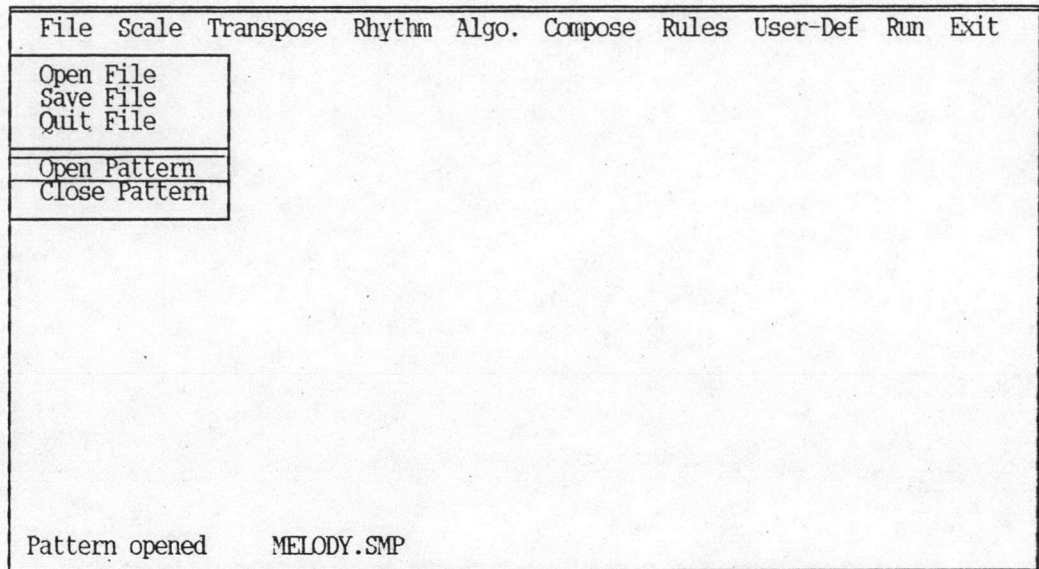 File Scale Transpose Rhythm Algo. Compose Rules User-Def Run Exit
Open File
Save File
Quit File
Open Pattern
Close Pattern
Pattern opened MELODY.SMP